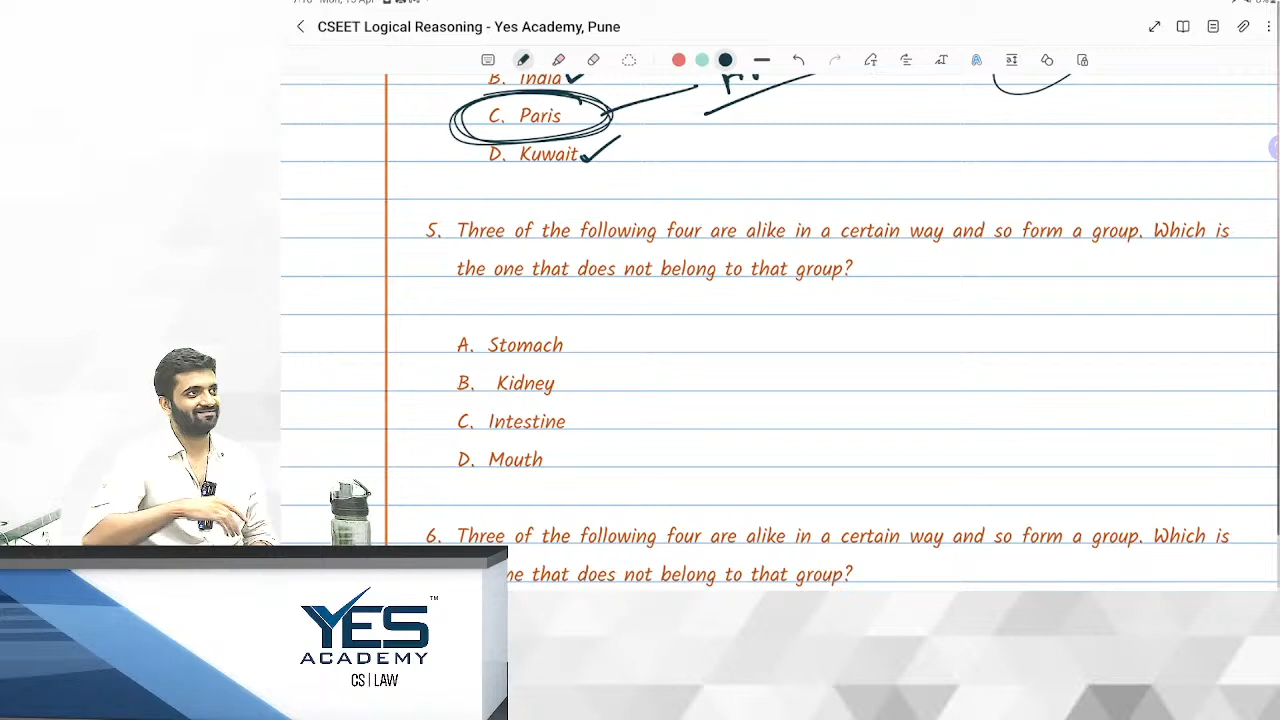 CSEET Logical Reasoning - Yes Academy, Pune
B. India
C. Paris
D. Kuwait
5. Three of the following four are alike in a certain way and so form a group. Which is
the one that does not belong to that group?
A. Stomach
B. Kidney
C. Intestine
D. Mouth
6. Three of the following four are alike in a certain way and so form a group. Which is
one that does not belong to that group?
YES™
ACADEMY
CS | LAW